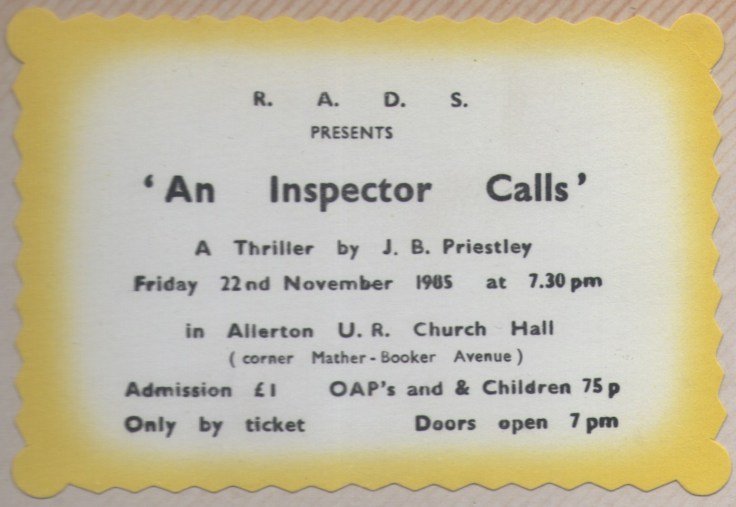 R. A. D. S.
PRESENTS
‘An Inspector Calls’
A Thriller by J. B. Priestley
Friday 22nd November 1985 at 7.30 pm
in Allerton U. R. Church Hall
( corner Mather - Booker Avenue )
Admission £1 OAP's and & Children 75 p
Only by ticket Doors open 7 pm